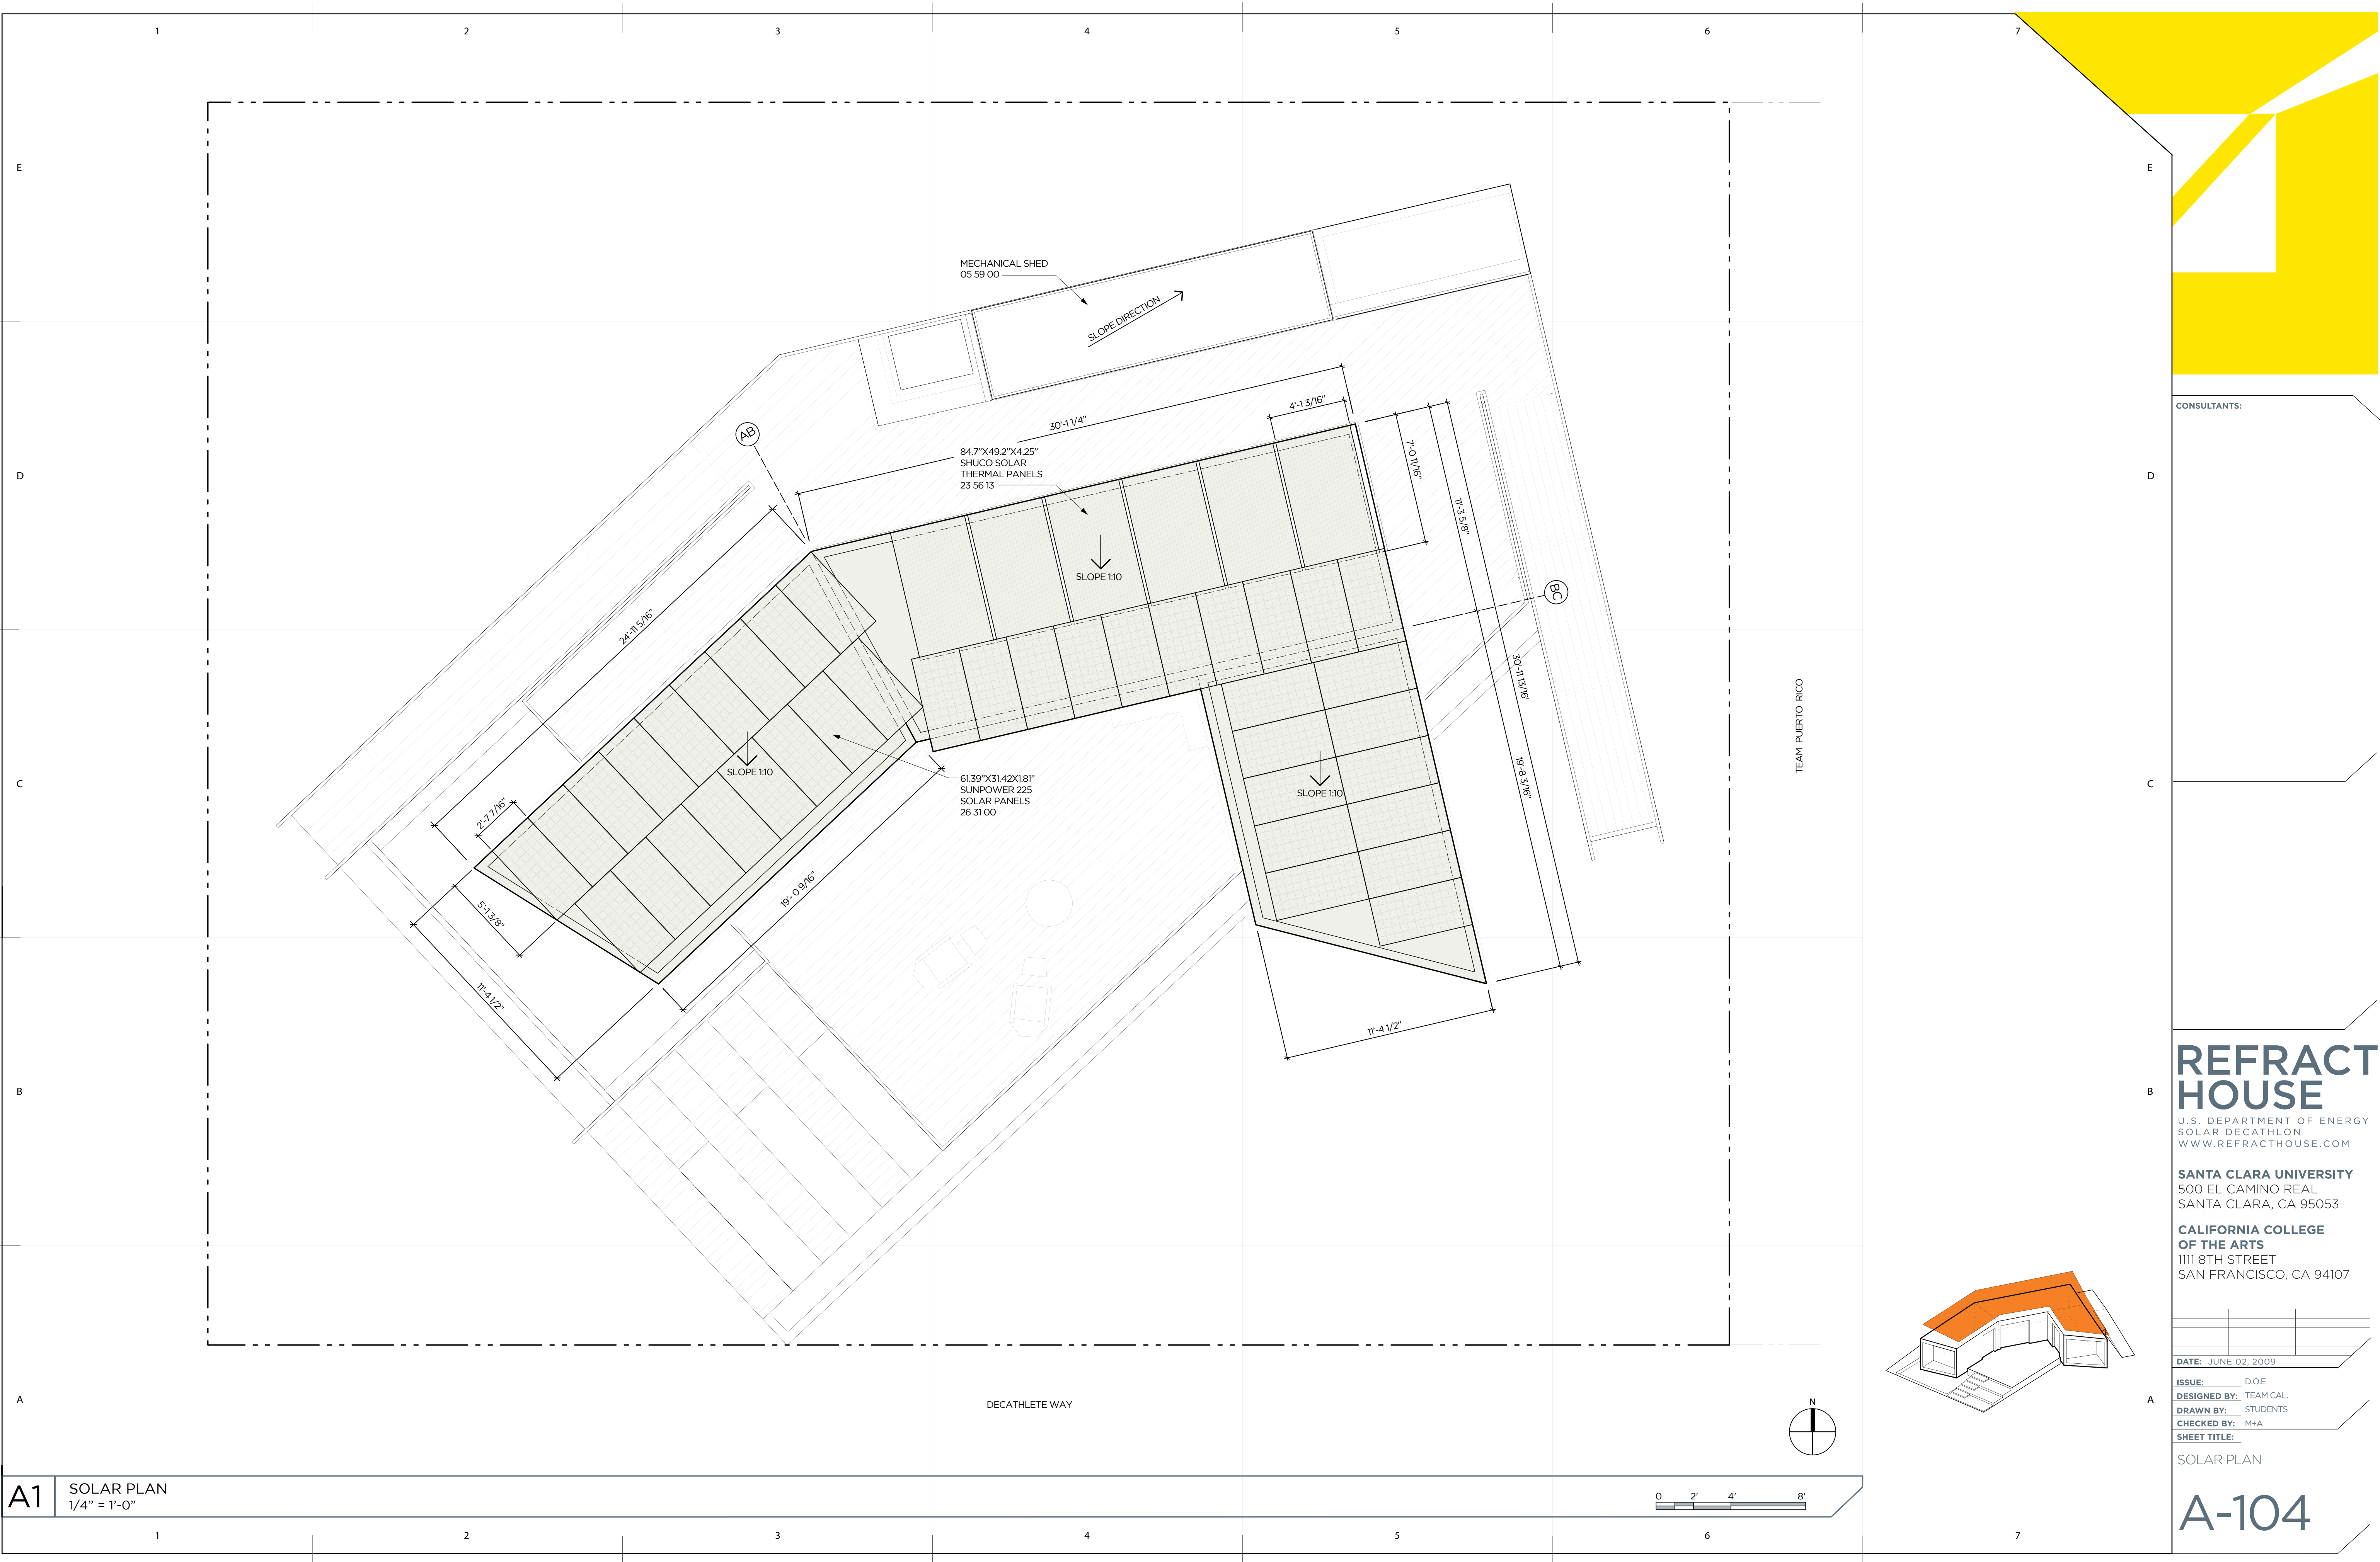 1 2 3 4 5 6 7
E E
MECHANICAL SHED
05 59 00
SLOPE DIRECTION
CONSULTANTS:
4'-1 3/16"
30'-1 1/4"
AB
84.7"X49.2"X4.25"
SHUCO SOLAR
THERMAL PANELS
23 56 13
7'-0 11/16"
D D
11'-3 5/8"
SLOPE 1:10
BC
24'-11 5/16"
30'-11 13/16"
TEAM PUERTO RICO
SLOPE 1:10
61.39"X31.42X1.81"
SUNPOWER 225
SOLAR PANELS
26 31 00
19'-8 3/16"
C C
SLOPE 1:10
2'-7 7/16"
19'- 0 9/16"
5'-1 3/8"
11'-4 1/2"
11'-4 1/2"
B B
REFRACT
HOUSE
U.S. DEPARTMENT OF ENERGY
SOLAR DECATHLON
WWW.REFRACTHOUSE.COM
SANTA CLARA UNIVERSITY
500 EL CAMINO REAL
SANTA CLARA, CA 95053
CALIFORNIA COLLEGE
OF THE ARTS
1111 8TH STREET
SAN FRANCISCO, CA 94107
DATE: JUNE 02, 2009
ISSUE: D.O.E
DESIGNED BY: TEAM CAL.
DRAWN BY: STUDENTS
CHECKED BY: M+A
SHEET TITLE:
SOLAR PLAN
A-104
A A
DECATHLETE WAY
N
A1
SOLAR PLAN
1/4" = 1'-0"
0 2' 4' 8'
1 2 3 4 5 6 7